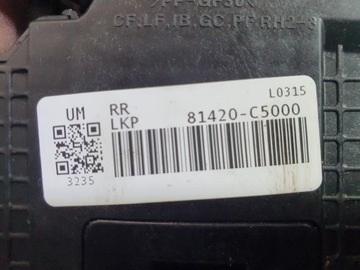 CF,LF,IB,GC,PP,RH2-3
L0315
UM RR
LKP 81420-C5000
3235